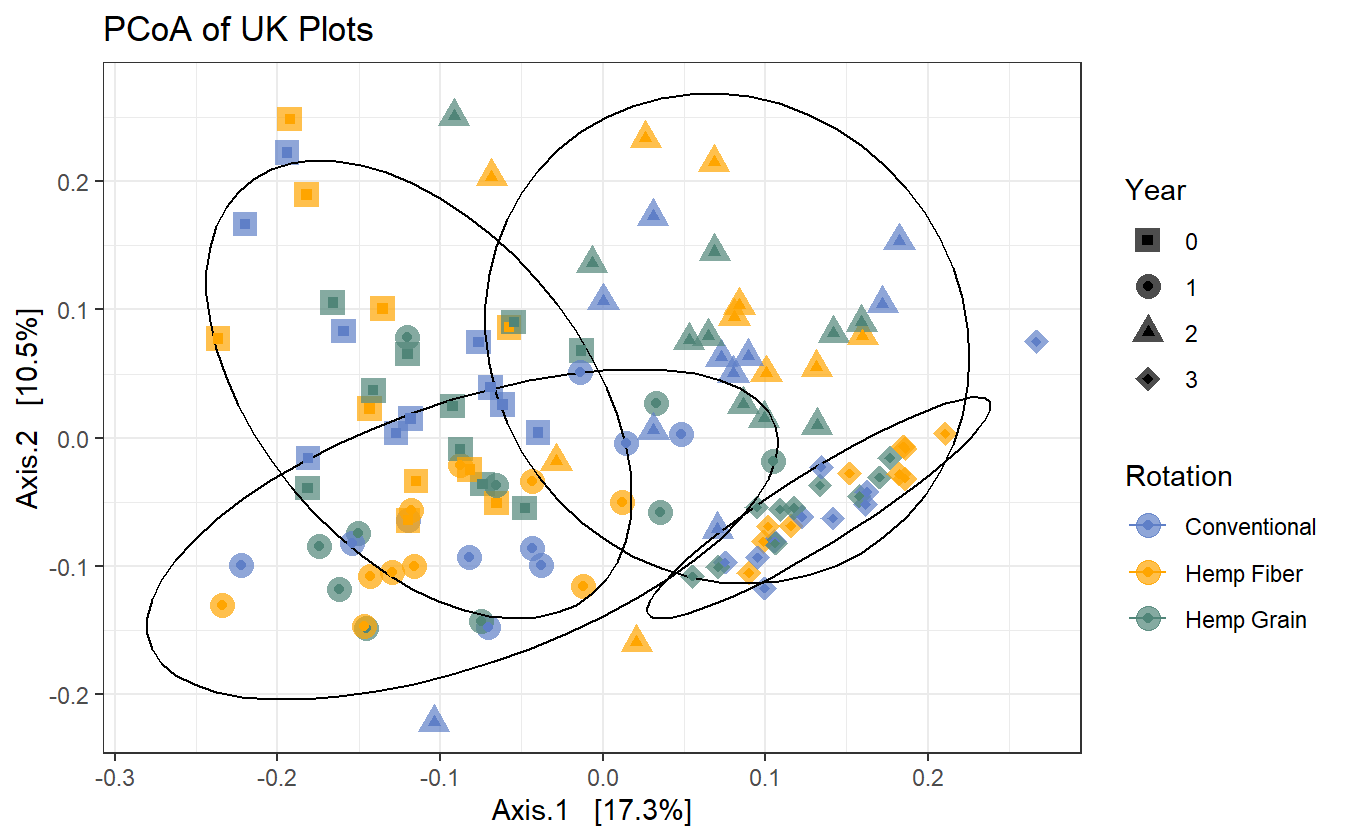 PCoA of UK Plots
0.2
0.1
0.0
-0.1
-0.2
Axis.2 [10.5%]
-0.3
-0.2
-0.1
0.0
0.1
0.2
Axis.1 [17.3%]
Year
0
1
2
3
Rotation
Conventional
Hemp Fiber
Hemp Grain